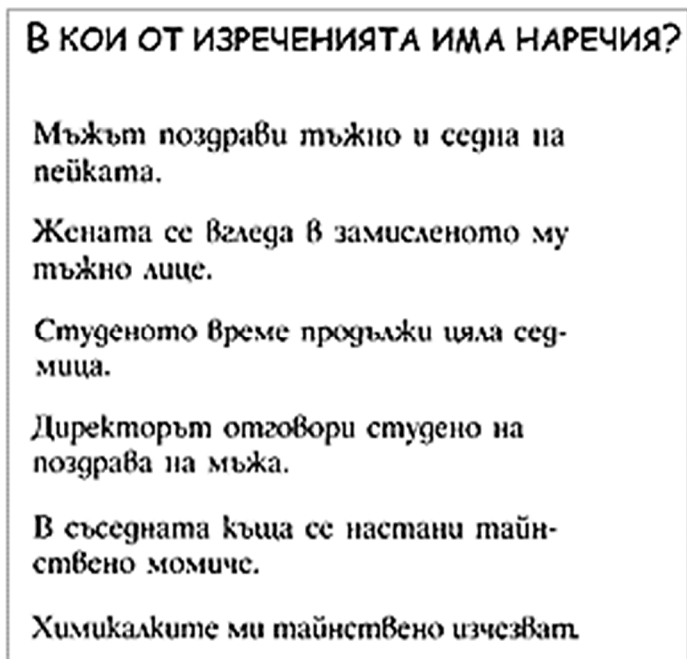 В КОИ ОТ ИЗРЕЧЕНИЯТА ИМА НАРЕЧИЯ?
Мъжът поздрави тъжно и седна на
пейката.
Жената се вгледа в замисленото му
тъжно лице.
Студеното време продължи цяла сед-
мица.
Директорът отговори студено на
поздрава на мъжа.
В съседната къща се настани тайн-
ствено момиче.
Химикалките ми тайнствено изчезват.